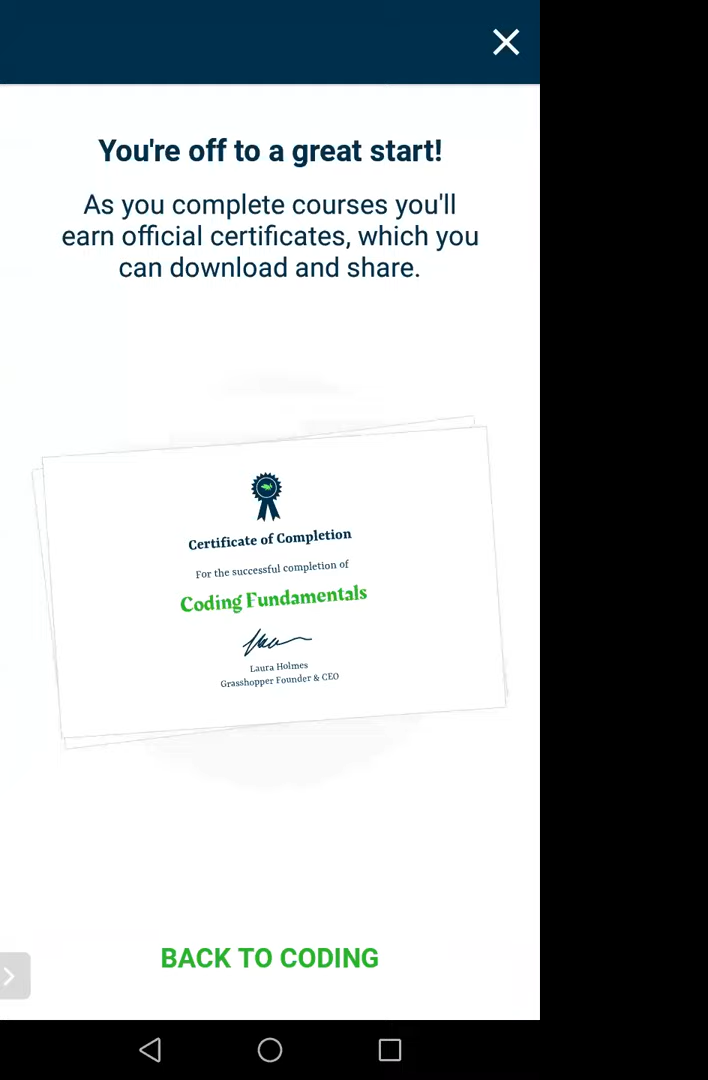 You're off to a great start!
As you complete courses you'll
earn official certificates, which you
can download and share.
Certificate of Completion
For the successful completion of
Coding Fundamentals
Laura Holmes
Grasshopper Founder & CEO
BACK TO CODING